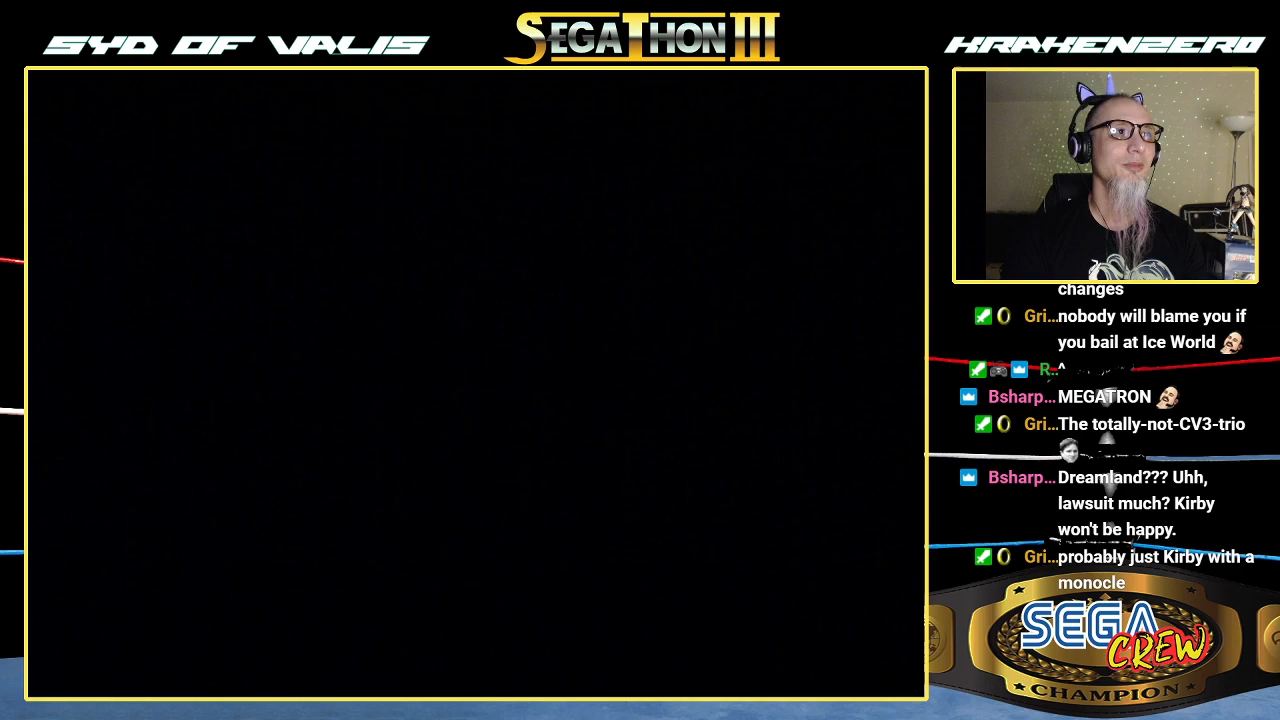 SYD OF VALIS
SEGATHON III
KRAKENZERO
changes
Gri...nobody will blame you if
you bail at Ice World
R...^
Bsharp...MEGATRON
Gri...The totally-not-CV3-trio
Bsharp...Dreamland??? Uhh,
lawsuit much? Kirby
won't be happy.
Gri...probably just Kirby with a
monocle
SEGA
CREW
CHAMPION